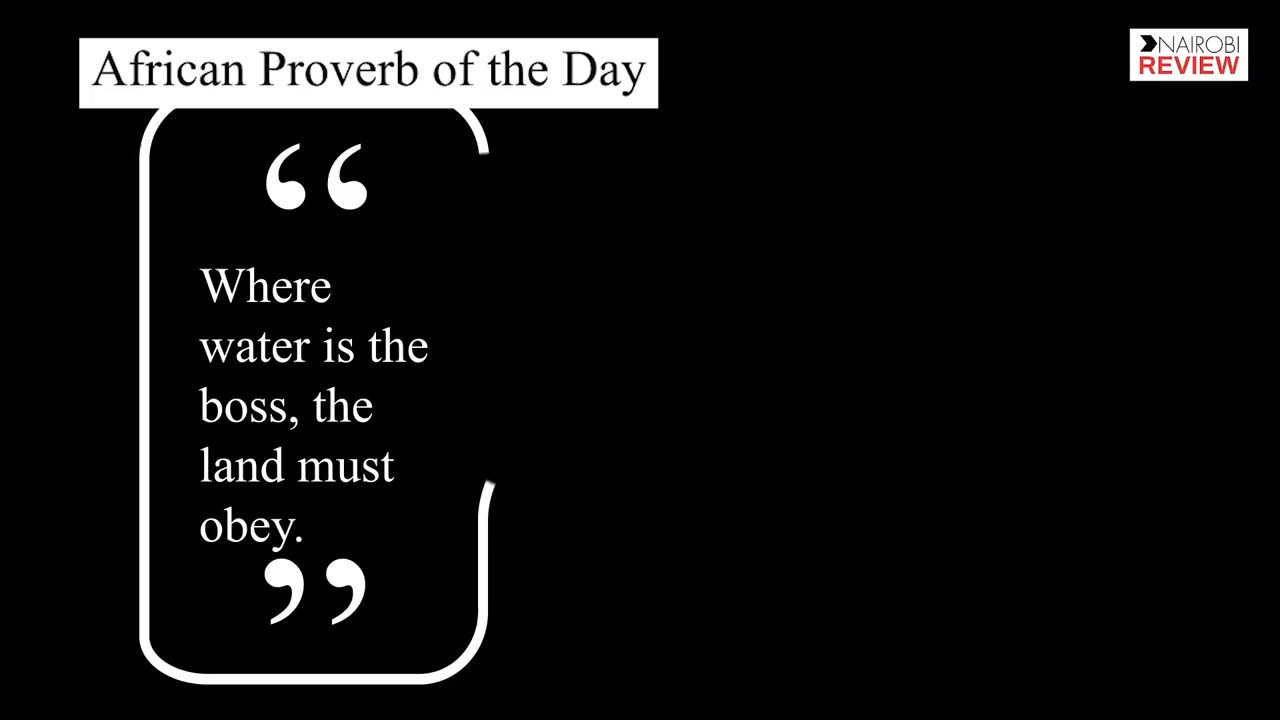 African Proverb of the Day
NAIROBI
REVIEW
“
Where
water is the
boss, the
land must
obey.
”